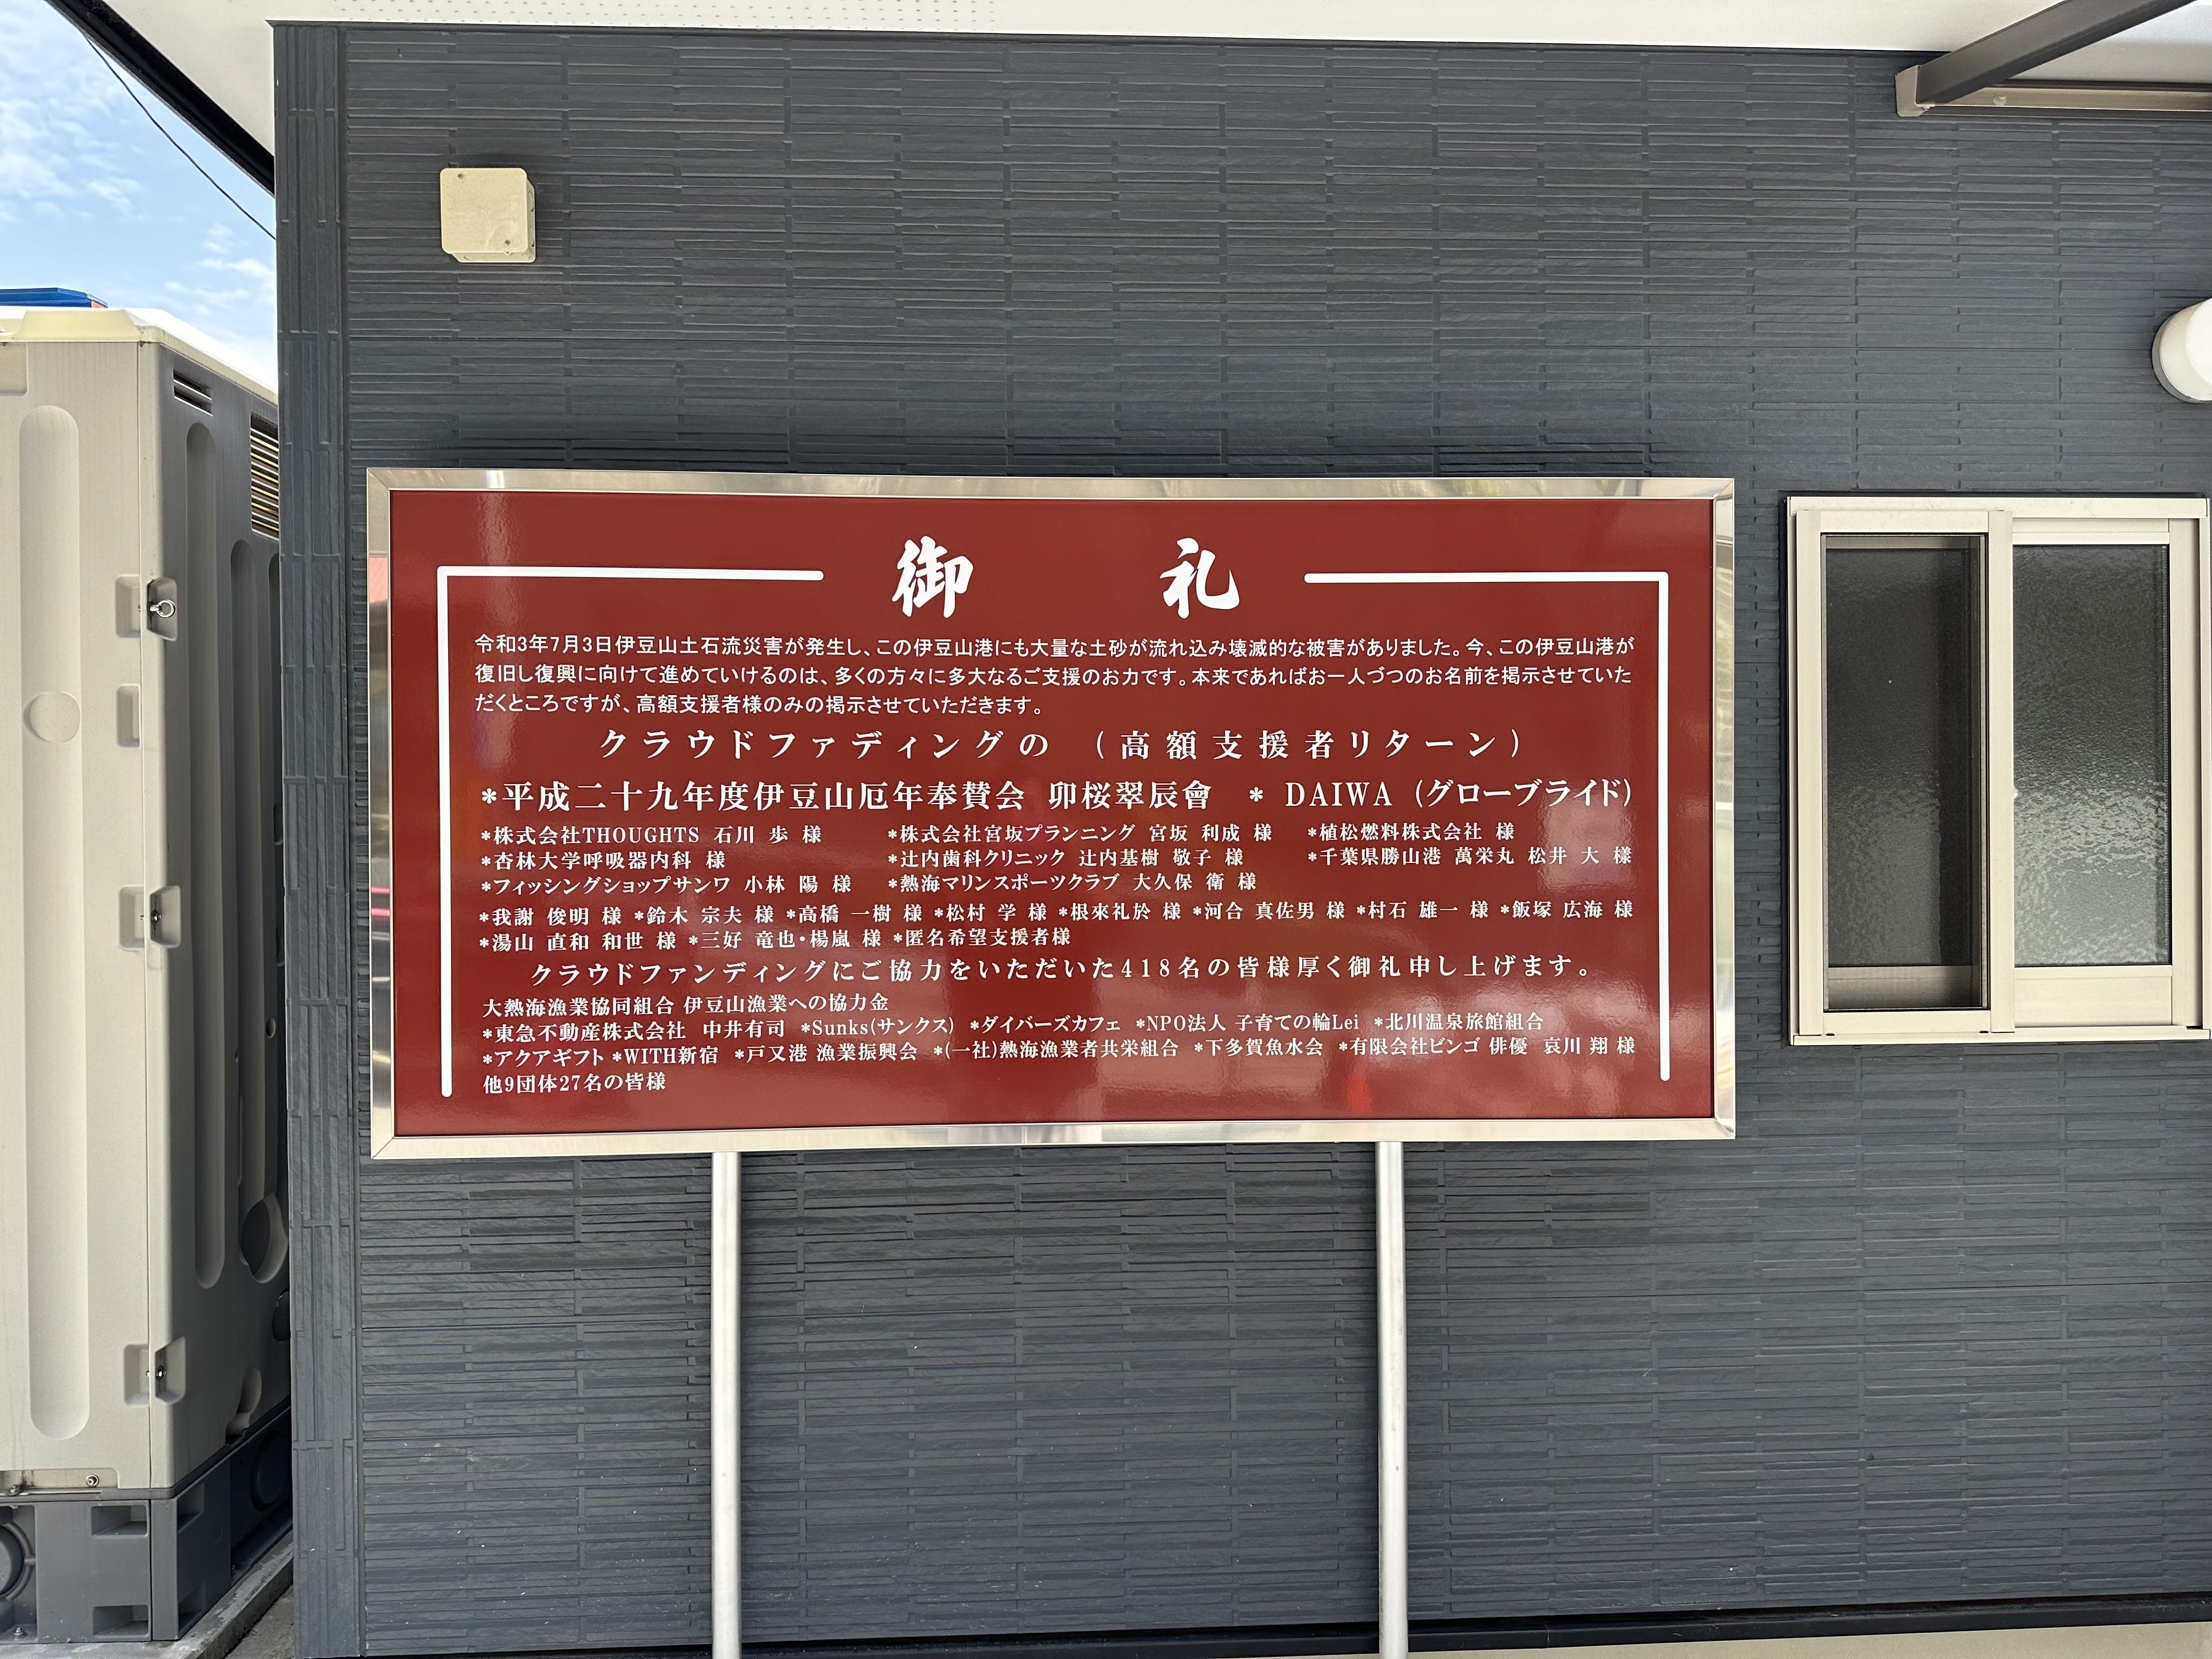 御 礼
令和3年7月3日伊豆山土石流災害が発生し、この伊豆山港にも大量な土砂が流れ込み壊滅的な被害がありました。今、この伊豆山港が
復旧し復興に向けて進めていけるのは、多くの方々に多大なるご支援のお力です。本来であればお一人づつのお名前を掲示させていた
だくところですが、高額支援者様のみの掲示させていただきます。
クラウドファディングの (高額支援者リターン)
*平成二十九年度伊豆山厄年奉賛会 卯桜翠辰會 * DAIWA (グローブライド)
*株式会社THOUGHTS 石川 歩 様 *株式会社宮坂プランニング 宮坂 利成 様 *植松燃料株式会社 様
*杏林大学呼吸器内科 様 *辻内歯科クリニック 辻内基樹 敬子 様 *千葉県勝山港 萬栄丸 松井 大 様
*フィッシングショップサンワ 小林 陽 様 *熱海マリンスポーツクラブ 大久保 衛 様
*我謝 俊明 様 *鈴木 宗夫 様 *高橋 一樹 様 *松村 学 様 *根來礼於 様 *河合 真佐男 様 *村石 雄一 様 *飯塚 広海 様
*湯山 直和 和世 様 *三好 竜也・楊嵐 様 *匿名希望支援者様
クラウドファンディングにご協力をいただいた418名の皆様厚く御礼申し上げます。
大熱海漁業協同組合 伊豆山漁業への協力金
*東急不動産株式会社 中井有司 *Sunks(サンクス) *ダイバーズカフェ *NPO法人 子育ての輪Lei *北川温泉旅館組合
*アクアギフト *WITH新宿 *戸又港 漁業振興会 *(一社)熱海漁業者共栄組合 *下多賀魚水会 *有限会社ビンゴ 俳優 哀川 翔 様
他9団体27名の皆様